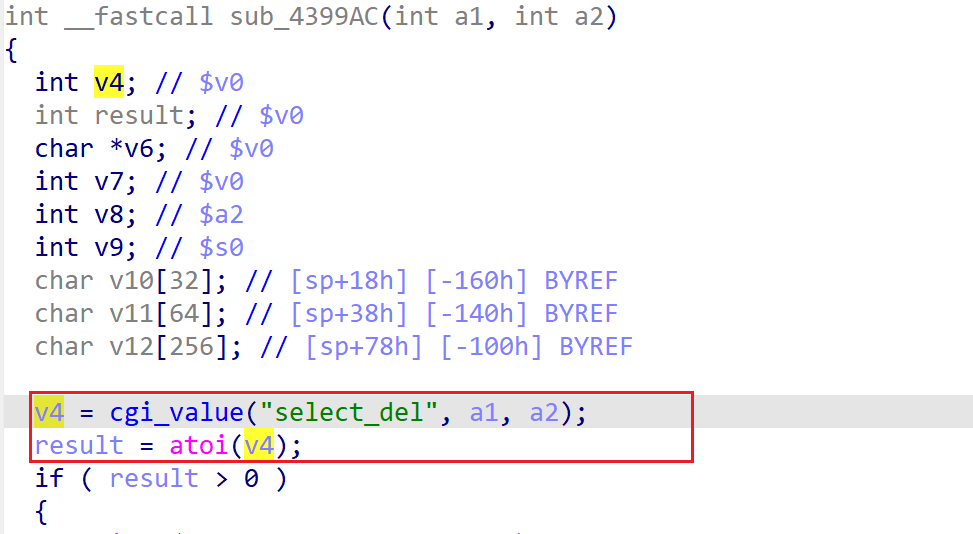 int __fastcall sub_4399AC(int a1, int a2)
{
int v4; // $v0
int result; // $v0
char *v6; // $v0
int v7; // $v0
int v8; // $a2
int v9; // $s0
char v10[32]; // [sp+18h] [-160h] BYREF
char v11[64]; // [sp+38h] [-140h] BYREF
char v12[256]; // [sp+78h] [-100h] BYREF
v4 = cgi_value("select_del", a1, a2);
result = atoi(v4);
if ( result > 0 )
{